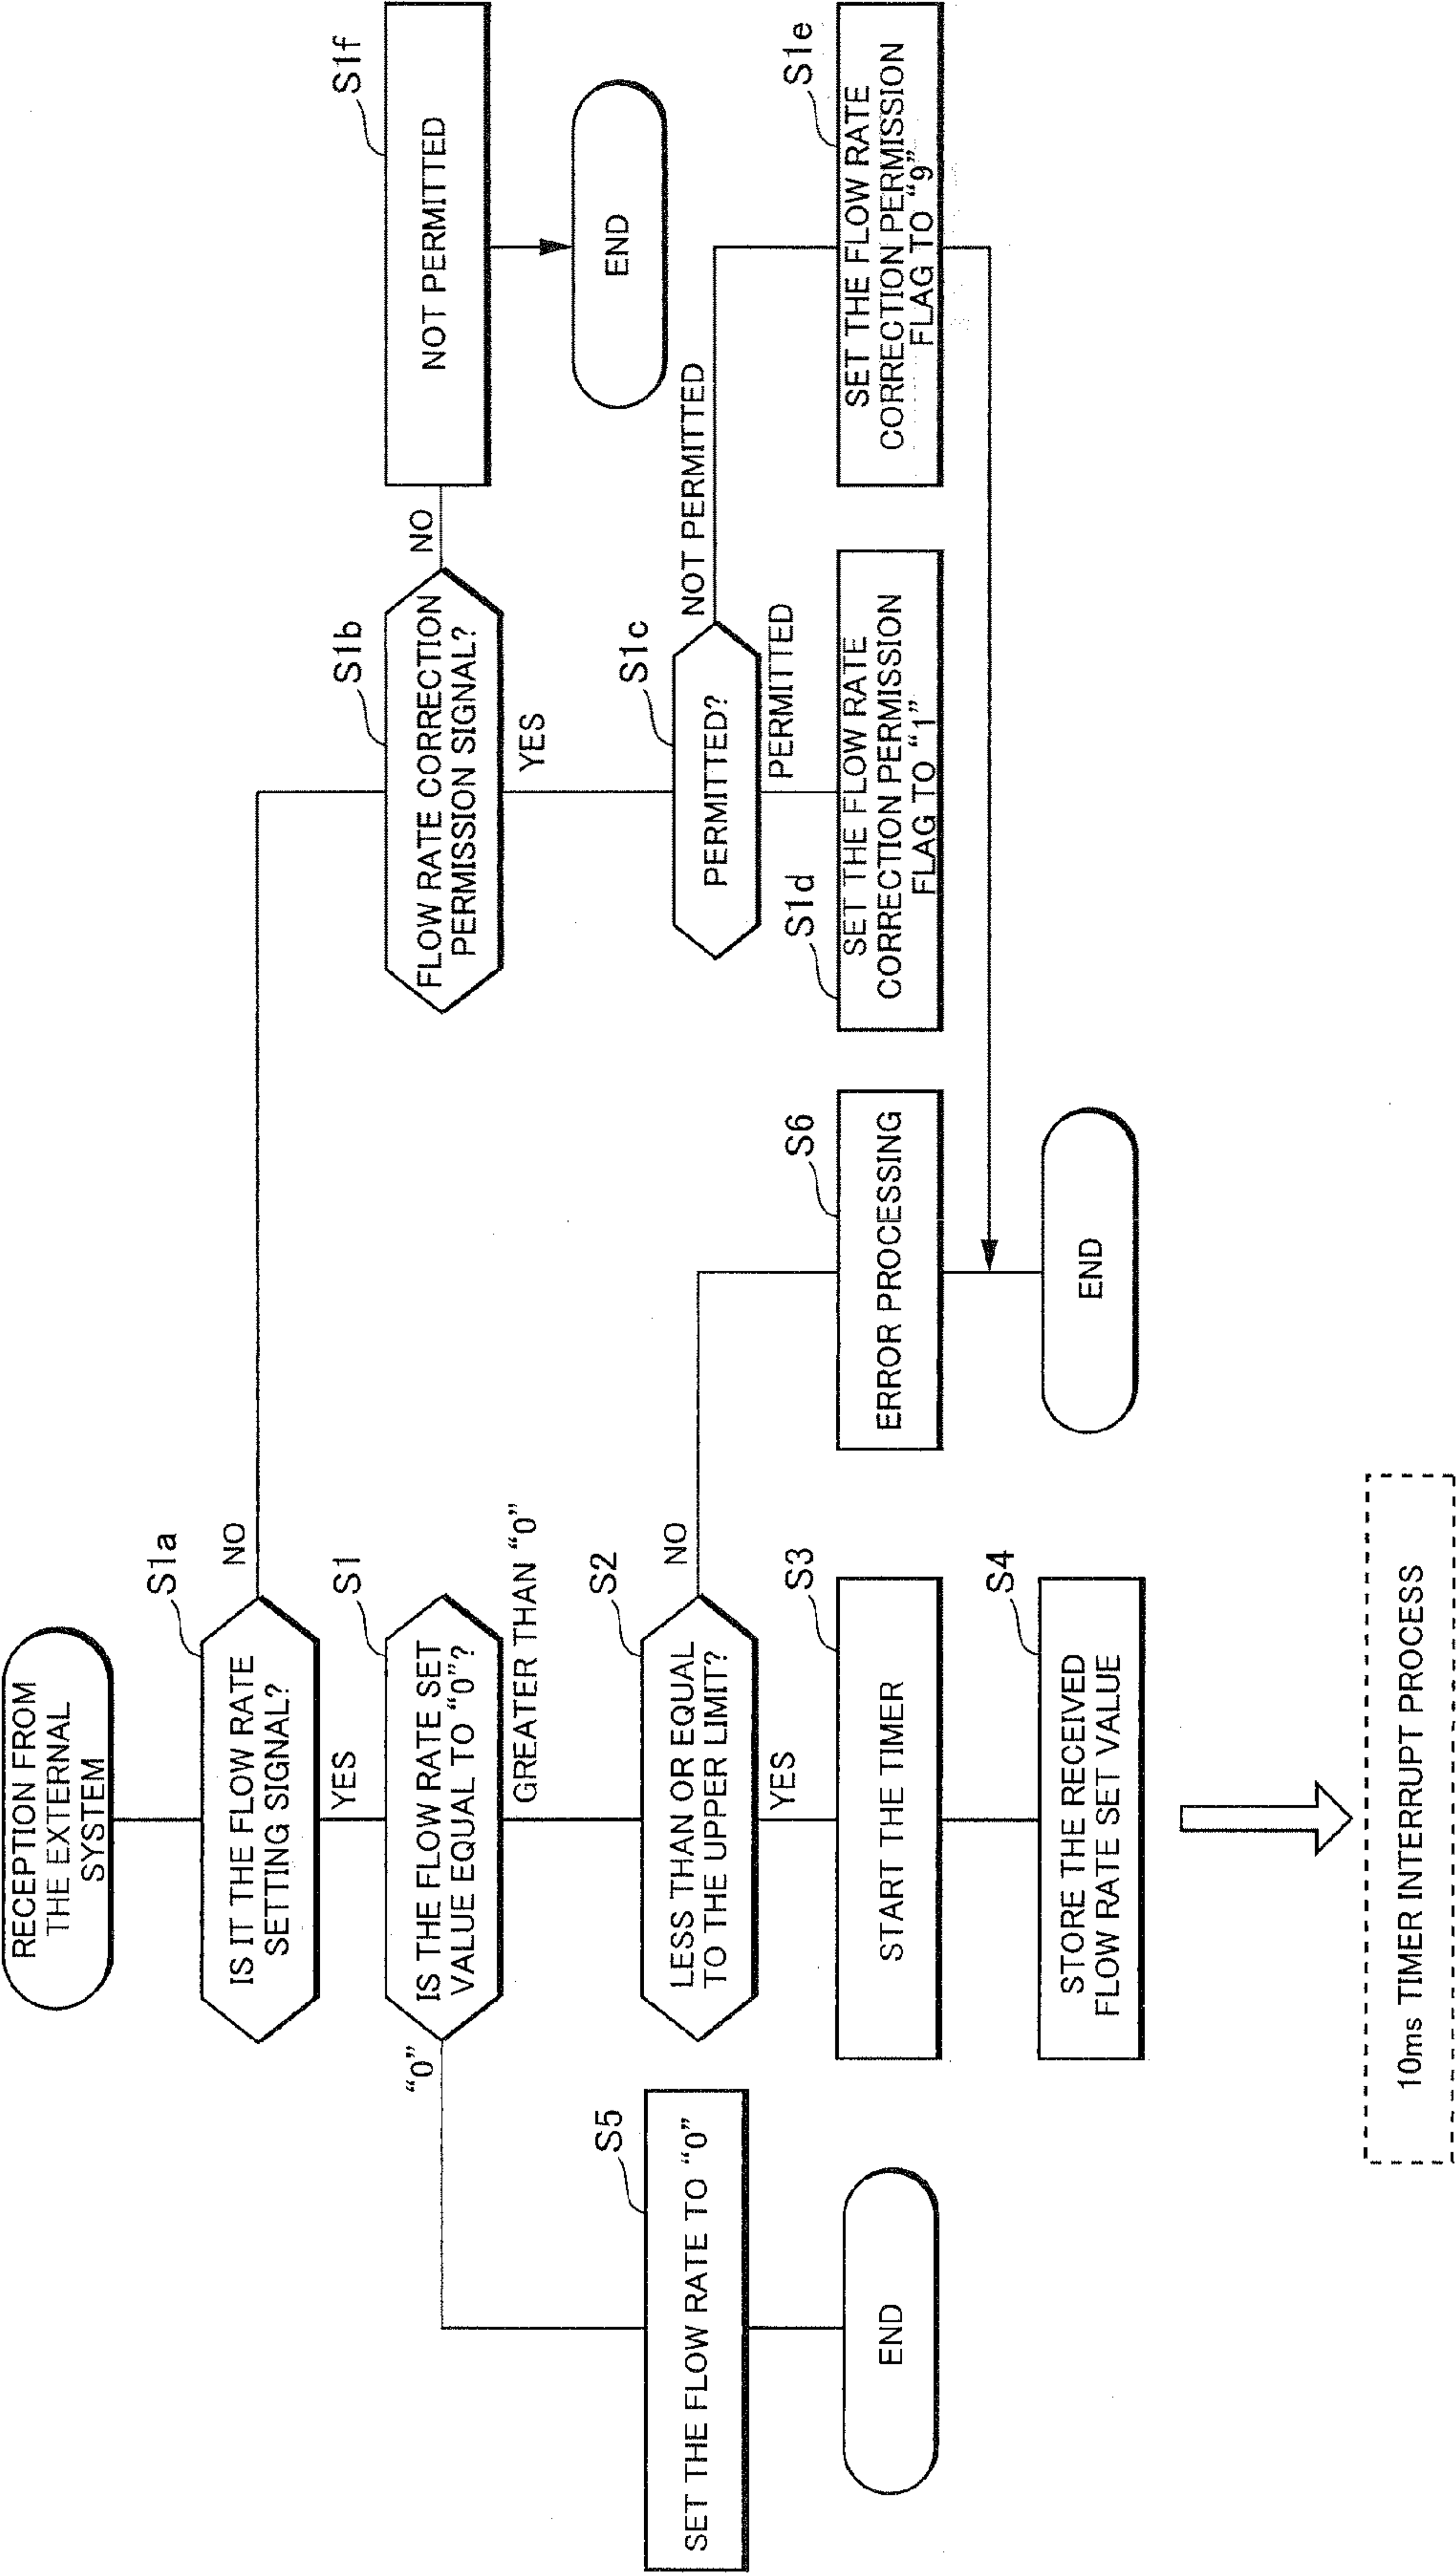 RECEPTION FROM
THE EXTERNAL
SYSTEM
S1a
IS IT THE FLOW RATE
SETTING SIGNAL?
NO
YES
S1
IS THE FLOW RATE SET
VALUE EQUAL TO “0”?
“0”
GREATER THAN “0”
S5
SET THE FLOW RATE TO “0”
END
S2
LESS THAN OR EQUAL
TO THE UPPER LIMIT?
NO
YES
S3
START THE TIMER
S4
STORE THE RECEIVED
FLOW RATE SET VALUE
10ms TIMER INTERRUPT PROCESS
S6
ERROR PROCESSING
END
S1b
FLOW RATE CORRECTION
PERMISSION SIGNAL?
NO
YES
S1f
NOT PERMITTED
END
S1c
PERMITTED?
NOT PERMITTED
PERMITTED
S1d
SET THE FLOW RATE
CORRECTION PERMISSION
FLAG TO “1”
S1e
SET THE FLOW RATE
CORRECTION PERMISSION
FLAG TO “9”